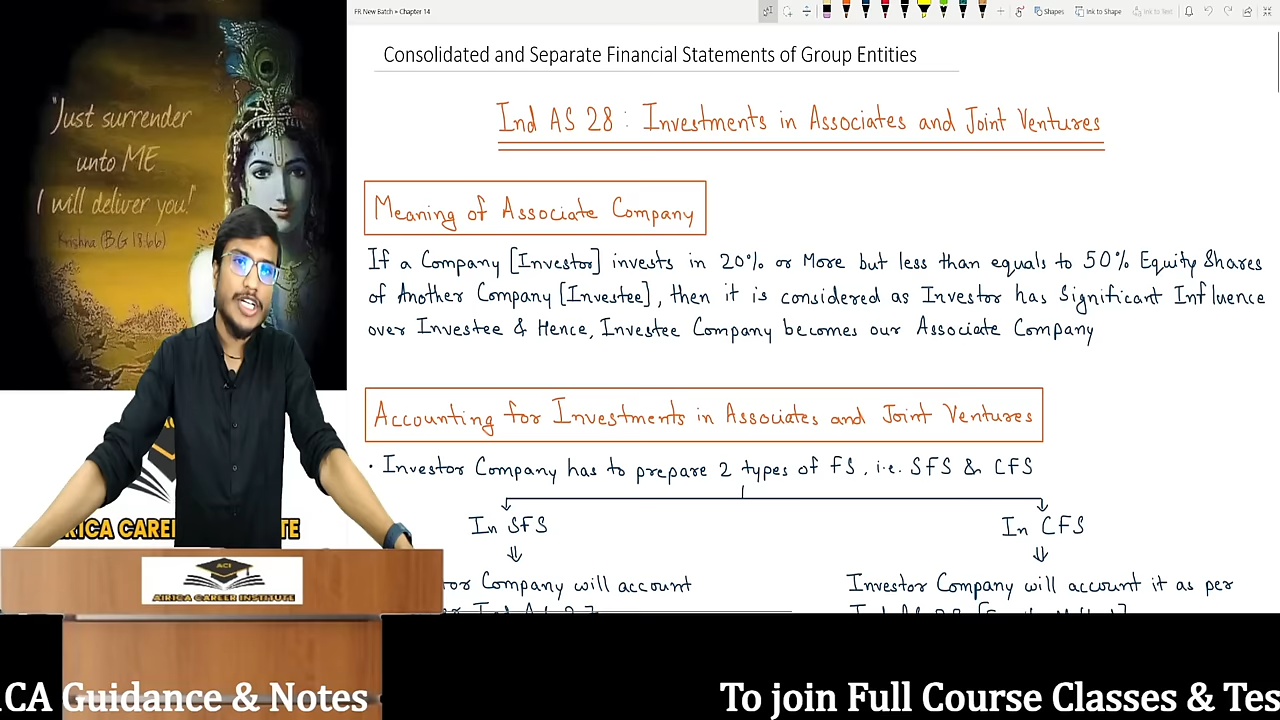 FR New Batch » Chapter 14
Shapes
Ink to Shape
Ink to Text
Consolidated and Separate Financial Statements of Group Entities
Ind AS 28 : Investments in Associates and Joint Ventures
"Just surrender
unto ME
I will deliver you!"
Krishna (BG 18:66)
Meaning of Associate Company
If a Company [Investor] invests in 20% or More but less than equals to 50% Equity Shares
of Another Company [Investee], then it is considered as Investor has Significant Influence
over Investee & Hence, Investee Company becomes our Associate Company
Accounting for Investments in Associates and Joint Ventures
• Investor Company has to prepare 2 types of FS, i.e. SFS & CFS
In SFS
In CFS
Company will account
Investor Company will account it as per
ACI
AIRICA CAREER INSTITUTE
CA Guidance & Notes
To join Full Course Classes & Tes